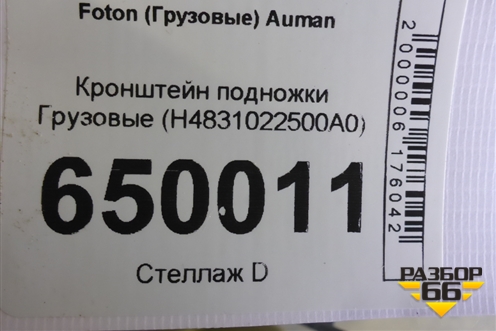 Foton (Грузовые) Auman
Кронштейн подножки
Грузовые (H4831022500A0)
650011
Стеллаж D
2000006176042
РАЗБОР
66